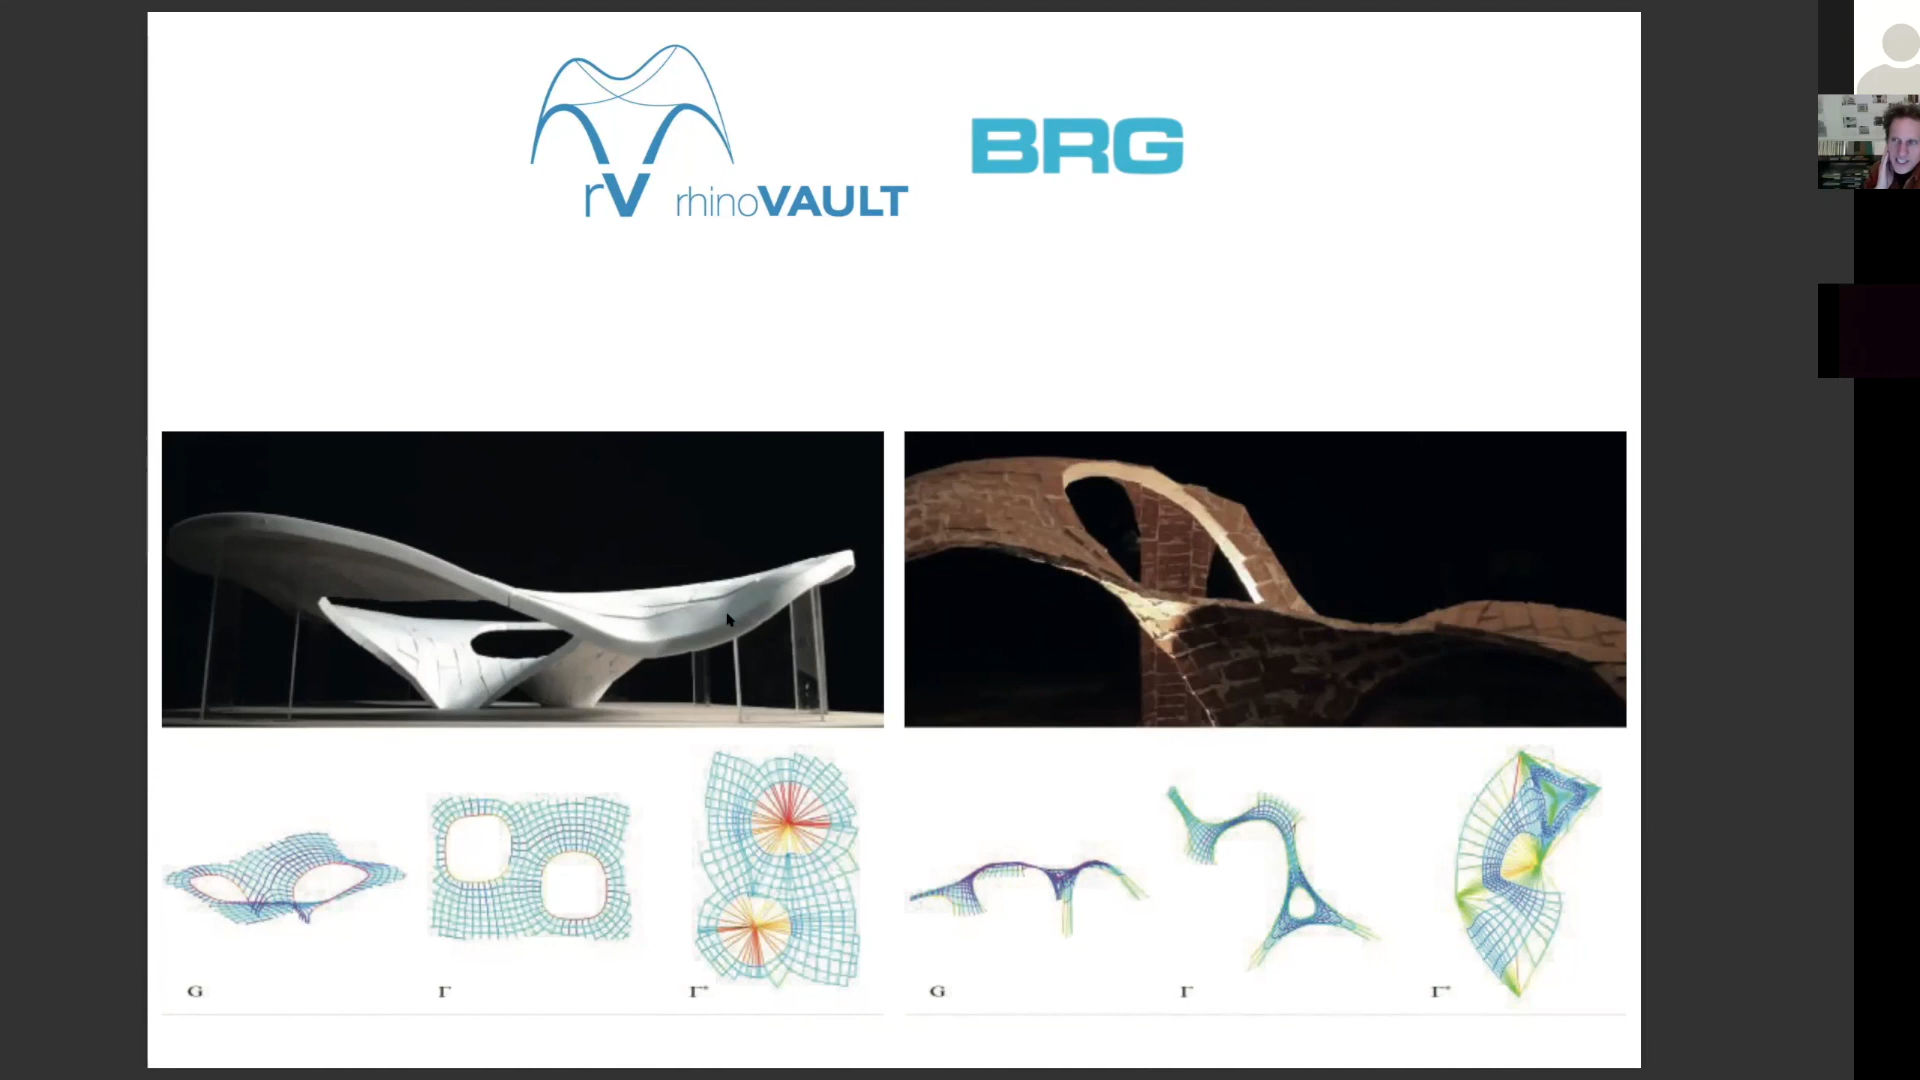 BRG
rV rhinoVAULT
G Γ Γ* G Γ Γ*